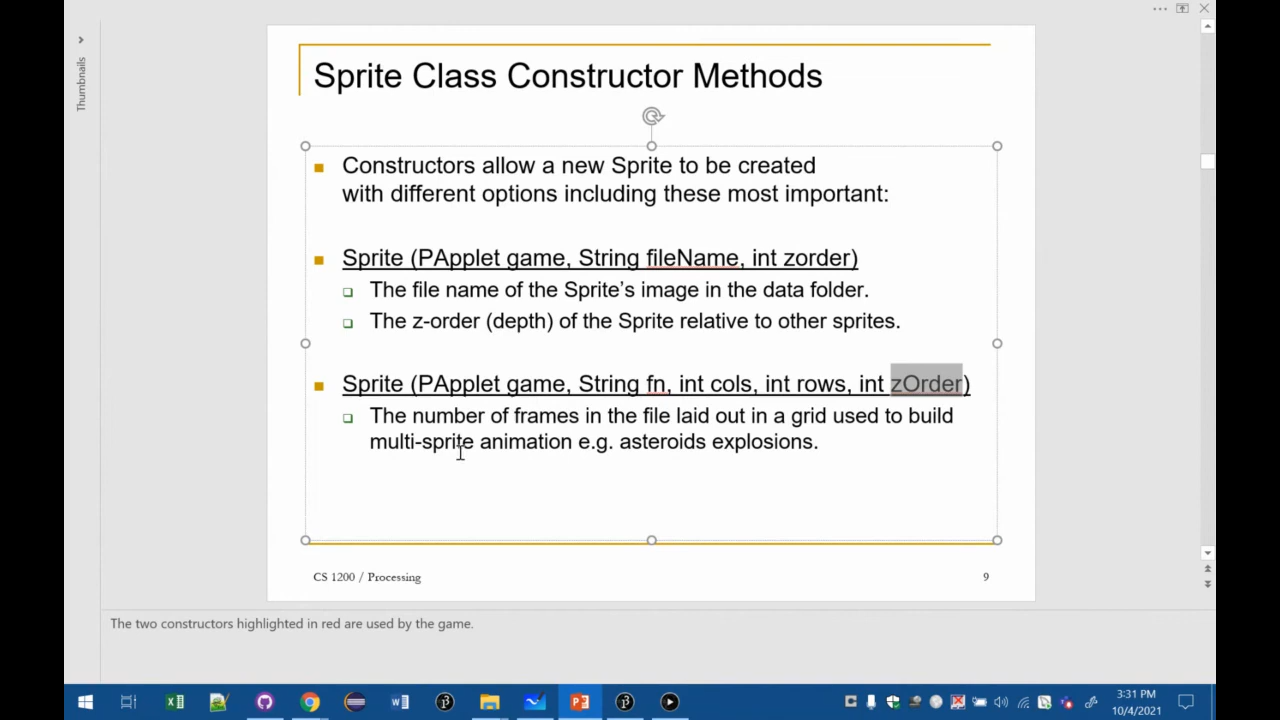 Thumbnails
Sprite Class Constructor Methods
Constructors allow a new Sprite to be created
with different options including these most important:
Sprite (PApplet game, String fileName, int zorder)
The file name of the Sprite’s image in the data folder.
The z-order (depth) of the Sprite relative to other sprites.
Sprite (PApplet game, String fn, int cols, int rows, int zOrder)
The number of frames in the file laid out in a grid used to build
multi-sprite animation e.g. asteroids explosions.
CS 1200 / Processing
9
The two constructors highlighted in red are used by the game.
3:31 PM
10/4/2021